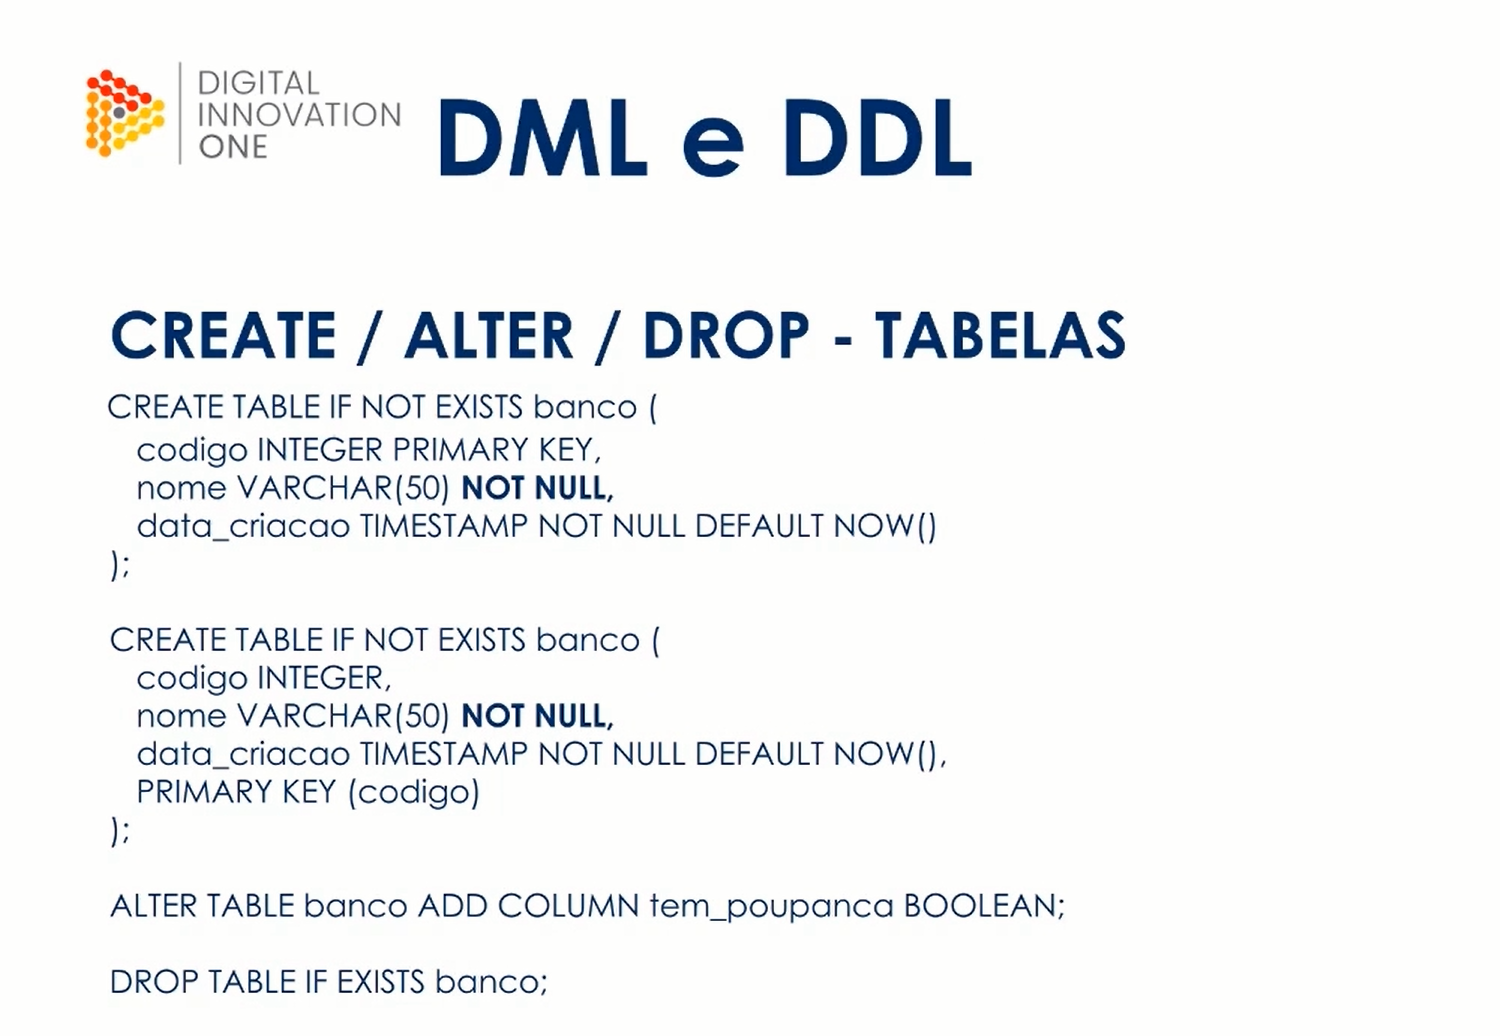 DIGITAL
INNOVATION
ONE
DML e DDL
CREATE / ALTER / DROP - TABELAS
CREATE TABLE IF NOT EXISTS banco (
codigo INTEGER PRIMARY KEY,
nome VARCHAR(50) NOT NULL,
data_criacao TIMESTAMP NOT NULL DEFAULT NOW()
);
CREATE TABLE IF NOT EXISTS banco (
codigo INTEGER,
nome VARCHAR(50) NOT NULL,
data_criacao TIMESTAMP NOT NULL DEFAULT NOW(),
PRIMARY KEY (codigo)
);
ALTER TABLE banco ADD COLUMN tem_poupanca BOOLEAN;
DROP TABLE IF EXISTS banco;